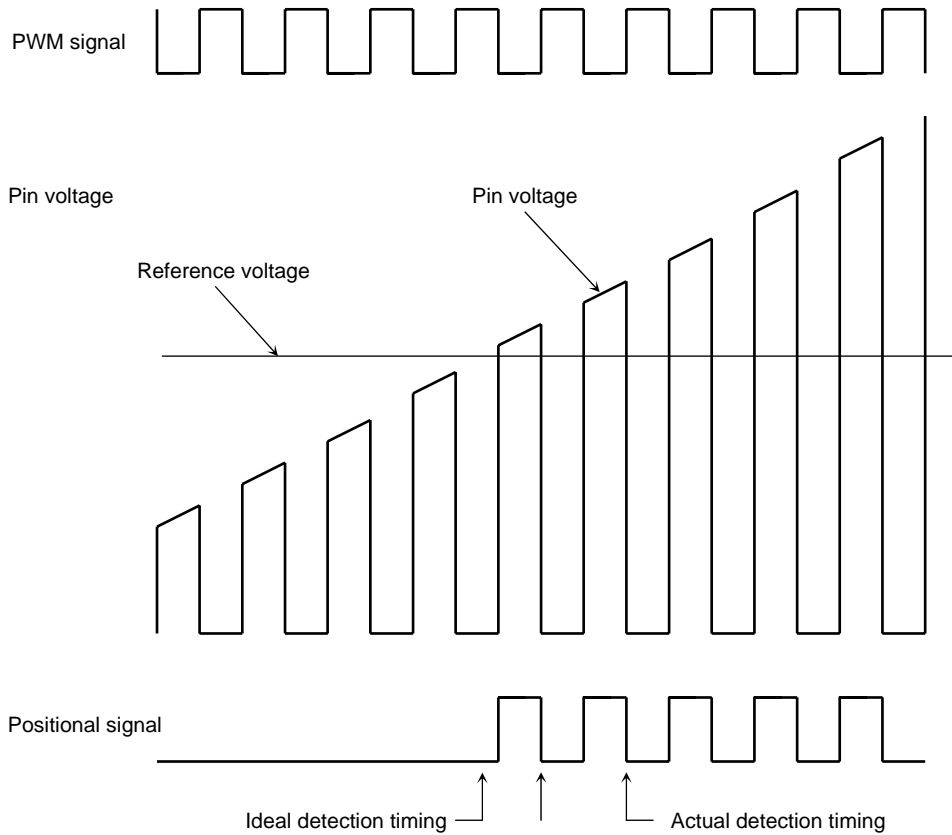 PWM signal
Pin voltage
Pin voltage
Reference voltage
Positional signal
Ideal detection timing
Actual detection timing